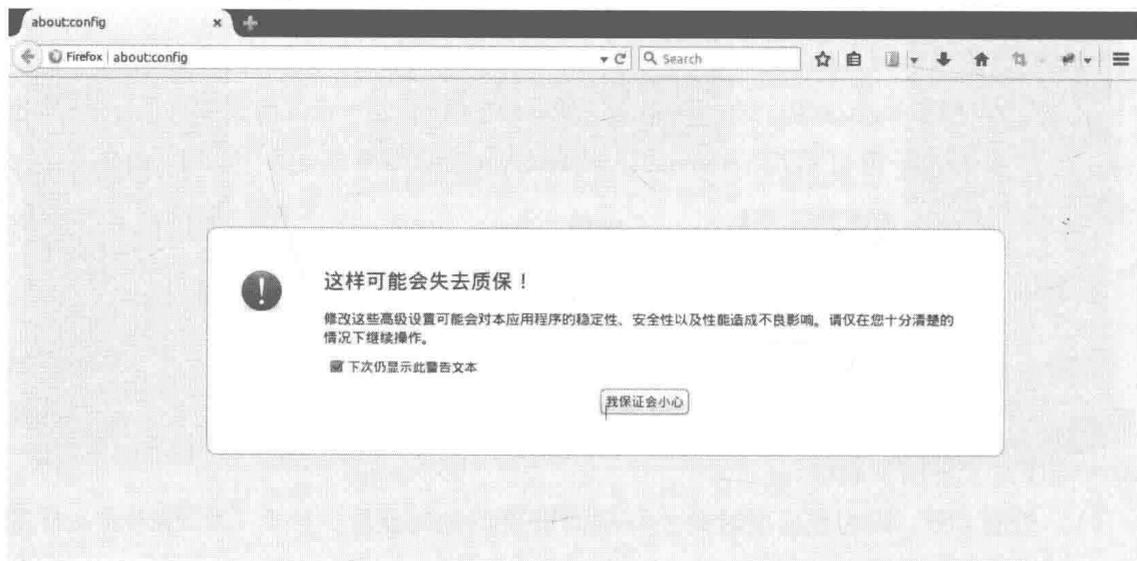 about:config
Firefox about:config
Search
这样可能会失去质保！
修改这些高级设置可能会对本应用程序的稳定性、安全性以及性能造成不良影响。请仅在您十分清楚的
情况下继续操作。
下次仍显示此警告文本
我保证会小心